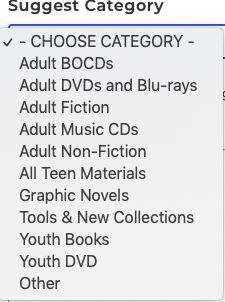 Suggest Category
✓ - CHOOSE CATEGORY -
Adult BOCDs
Adult DVDs and Blu-rays
Adult Fiction
Adult Music CDs
Adult Non-Fiction
All Teen Materials
Graphic Novels
Tools & New Collections
Youth Books
Youth DVD
Other